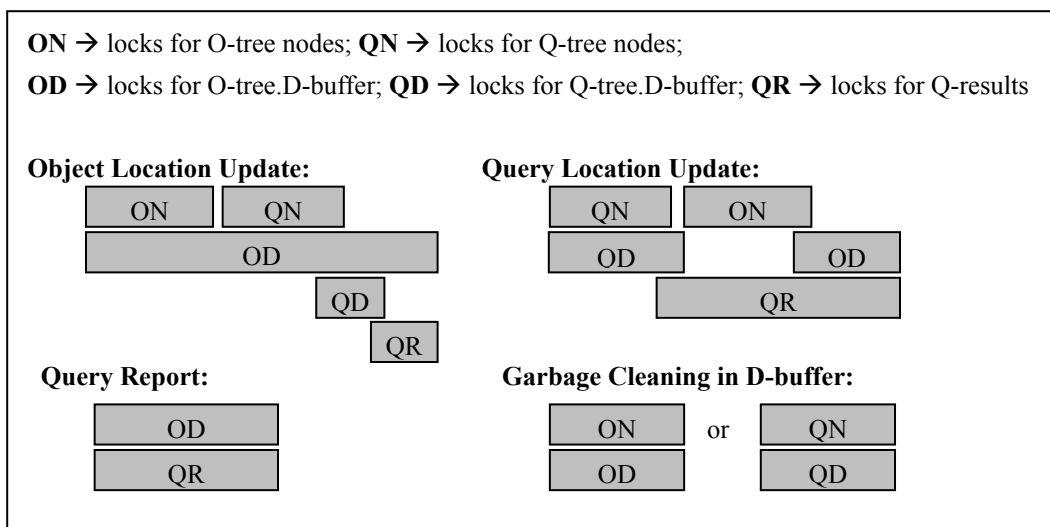 ON → locks for O-tree nodes; QN → locks for Q-tree nodes;
OD → locks for O-tree.D-buffer; QD → locks for Q-tree.D-buffer; QR → locks for Q-results
Object Location Update:
ON QN
OD
QD
QR
Query Location Update:
QN ON
OD OD
QR
Query Report:
OD
QR
Garbage Cleaning in D-buffer:
ON or QN
OD QD